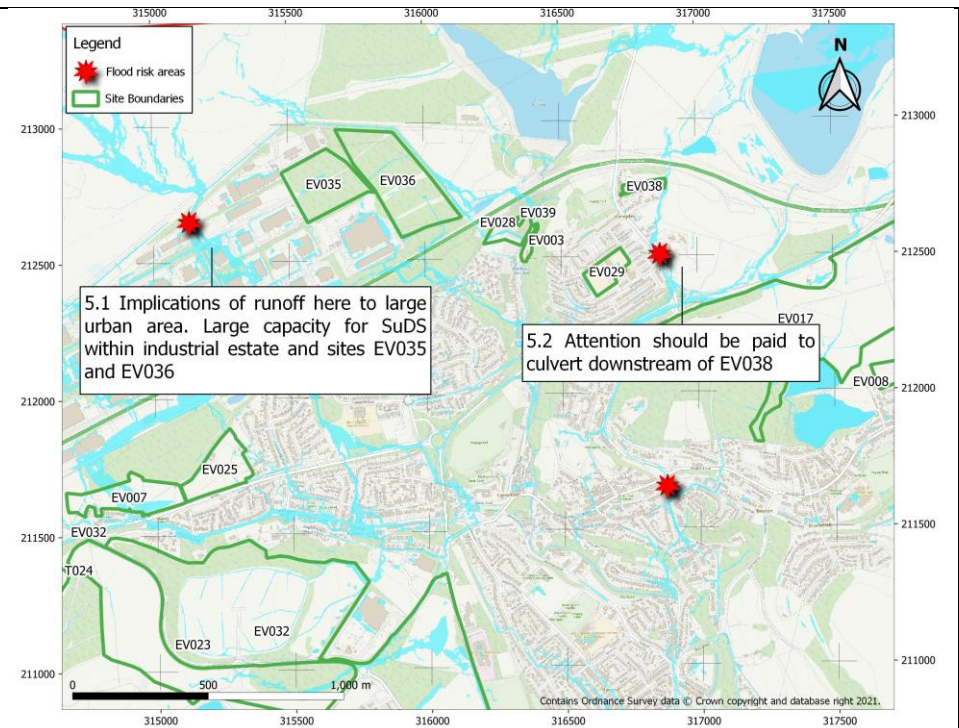 315000 315500 316000 316500 317000 317500
Legend
Flood risk areas
Site Boundaries
N
213000 213000
EV035 EV036 EV038
EV028 EV039
EV003
212500 212500
EV029
5.1 Implications of runoff here to large
urban area. Large capacity for SuDS
within industrial estate and sites EV035
and EV036
EV017
5.2 Attention should be paid to
culvert downstream of EV038
EV008
212000 212000
EV025
EV007
EV032
211500 211500
T024
EV023 EV032
211000 211000
0 500 1,000 m
Contains Ordnance Survey data © Crown copyright and database right 2021.
315000 315500 316000 316500 317000 317500